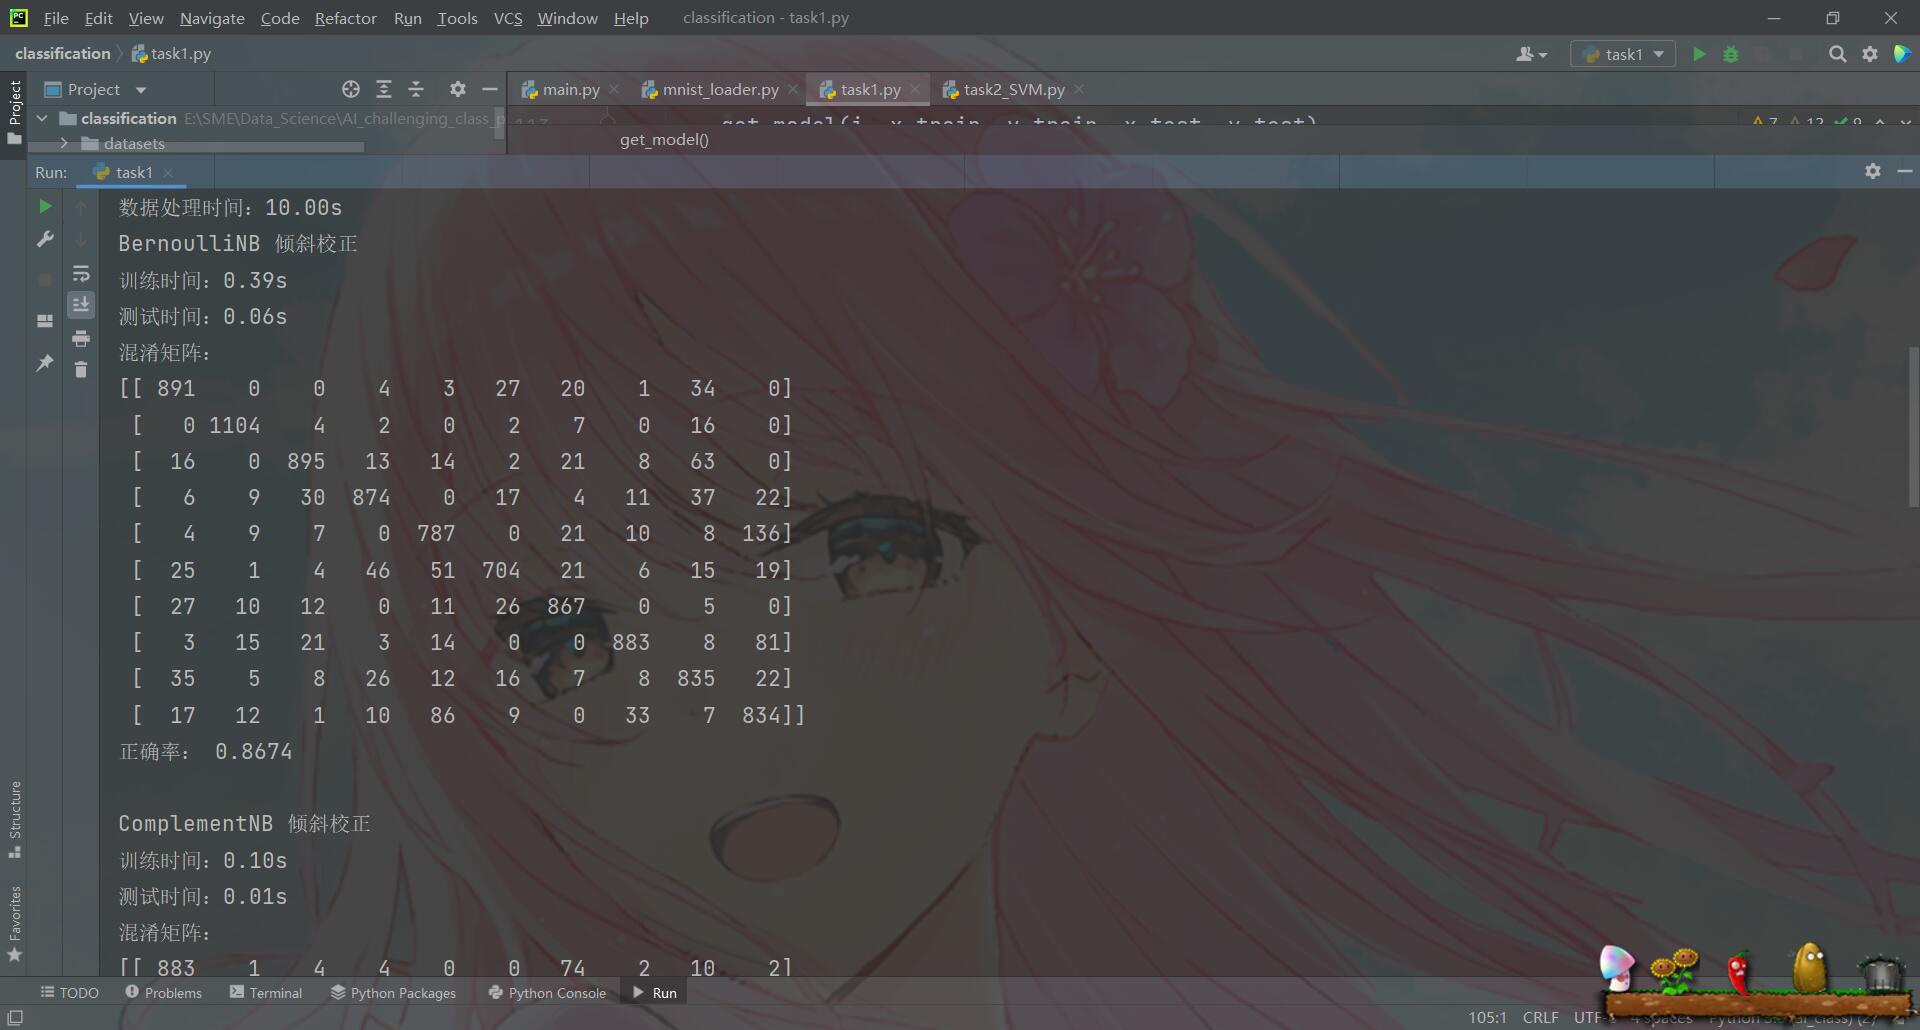 File Edit View Navigate Code Refactor Run Tools VCS Window Help classification - task1.py
classification task1.py task1
Project main.py mnist_loader.py task1.py task2_SVM.py
classification E:\SME\Data_Science\AI_challenging_class_p
datasets
get_model()
Run: task1
数据处理时间：10.00s
BernoulliNB 倾斜校正
训练时间：0.39s
测试时间：0.06s
混淆矩阵：
[[ 891 0 0 4 3 27 20 1 34 0]
[ 0 1104 4 2 0 2 7 0 16 0]
[ 16 0 895 13 14 2 21 8 63 0]
[ 6 9 30 874 0 17 4 11 37 22]
[ 4 9 7 0 787 0 21 10 8 136]
[ 25 1 4 46 51 704 21 6 15 19]
[ 27 10 12 0 11 26 867 0 5 0]
[ 3 15 21 3 14 0 0 883 8 81]
[ 35 5 8 26 12 16 7 8 835 22]
[ 17 12 1 10 86 9 0 33 7 834]]
正确率： 0.8674
ComplementNB 倾斜校正
训练时间：0.10s
测试时间：0.01s
混淆矩阵：
[[ 883 1 4 4 0 0 74 2 10 2]
Project
Structure
Favorites
TODO Problems Terminal Python Packages Python Console Run
105:1 CRLF